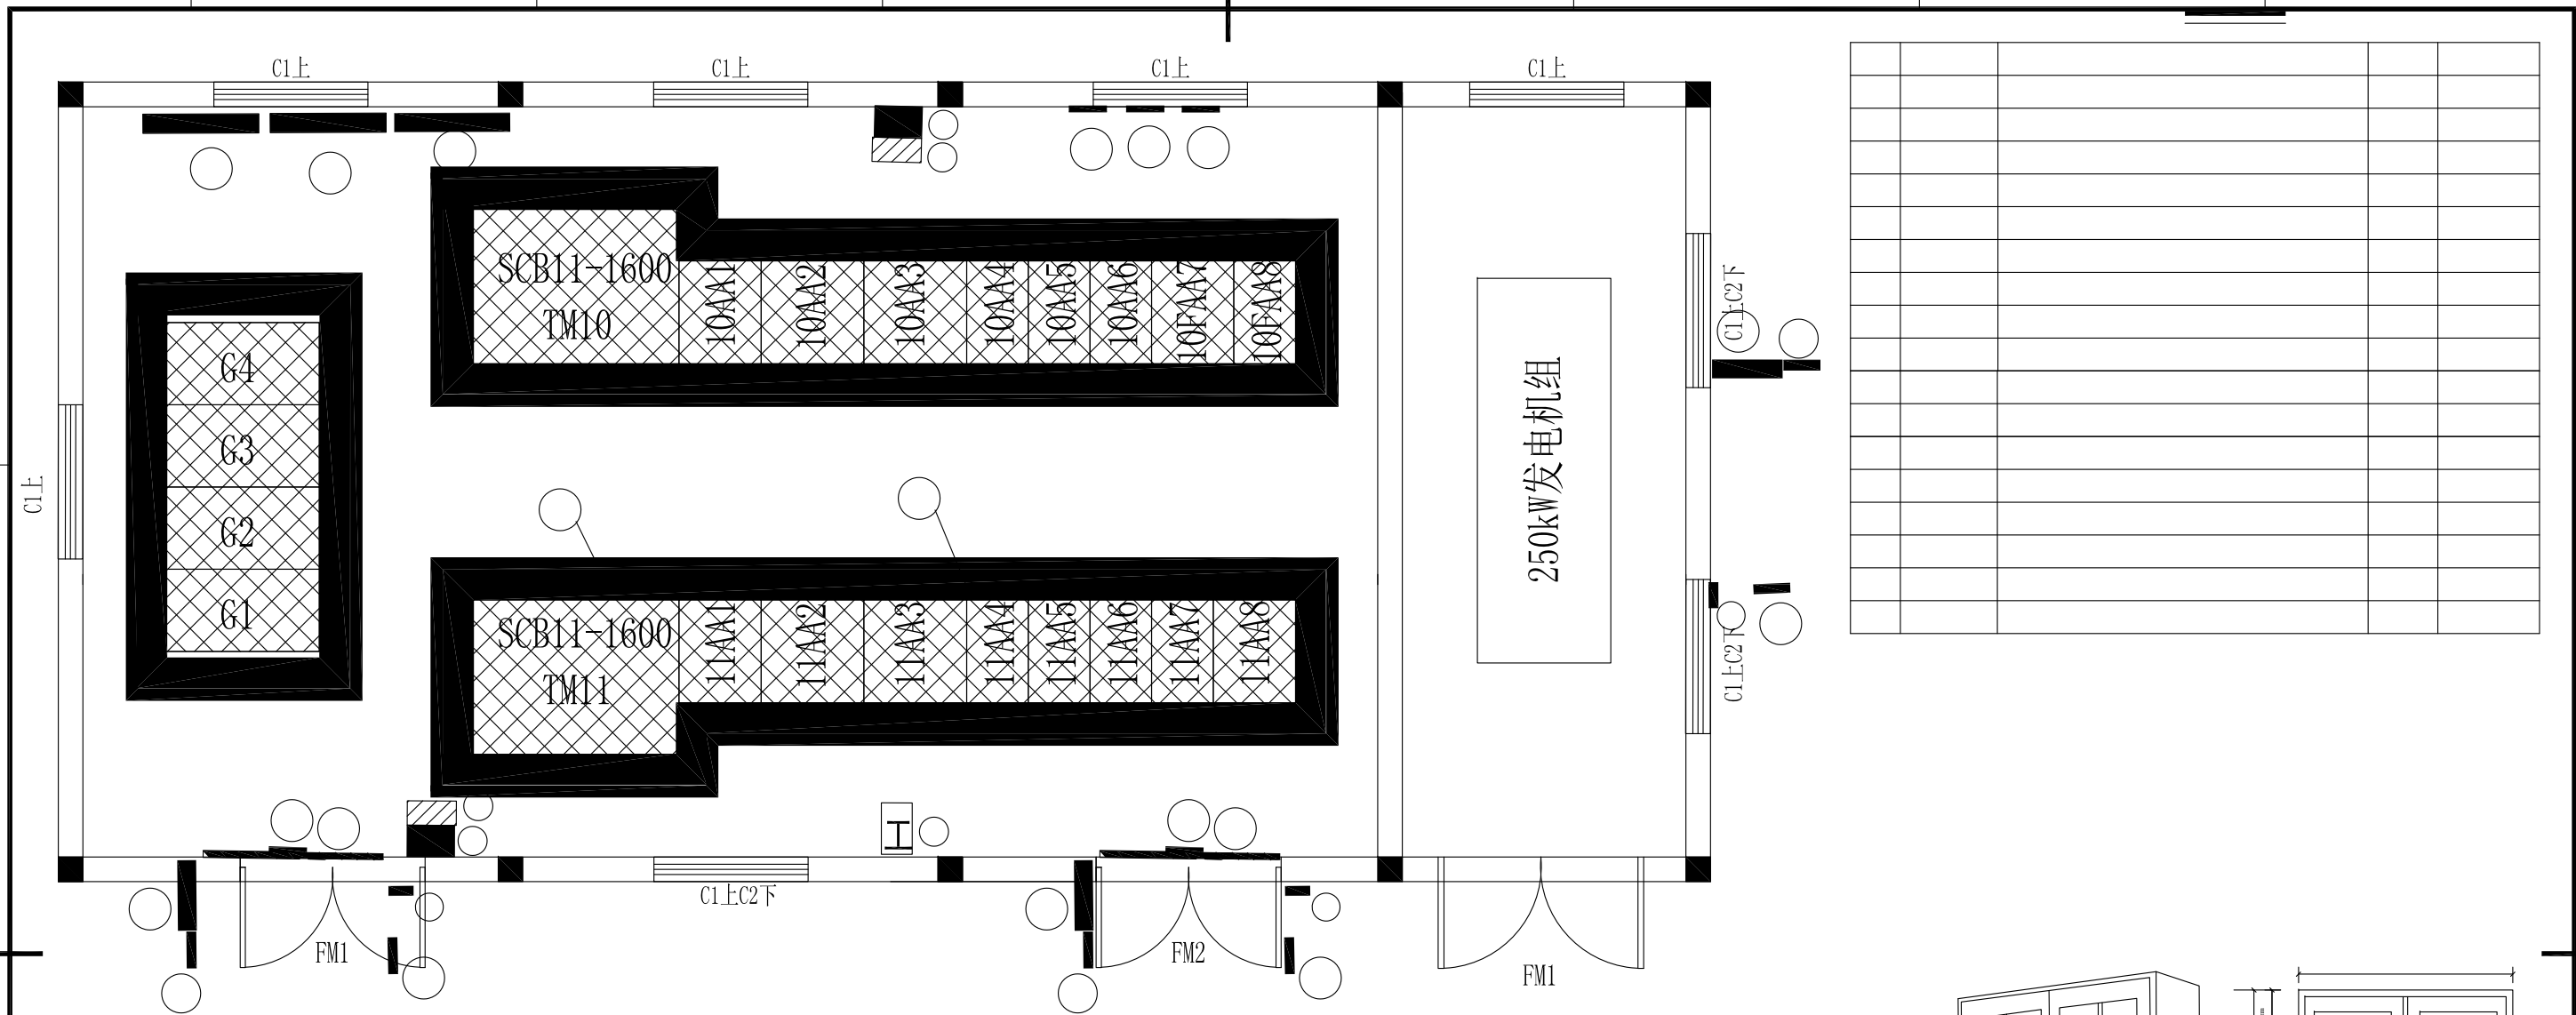 C1上
C1上
C1上
C1上
SCB11-1600
TM10
10AA1
10AA2
10AA3
10AA4
10AA5
10AA6
10FAA7
10FAA8
C1上C2下
G4
G3
G2
G1
C1上
250kW发电机组
SCB11-1600
TM11
11AA1
11AA2
11AA3
11AA4
11AA5
11AA6
11AA7
11AA8
C1上C2下
C1上C2下
FM1
FM2
FM1